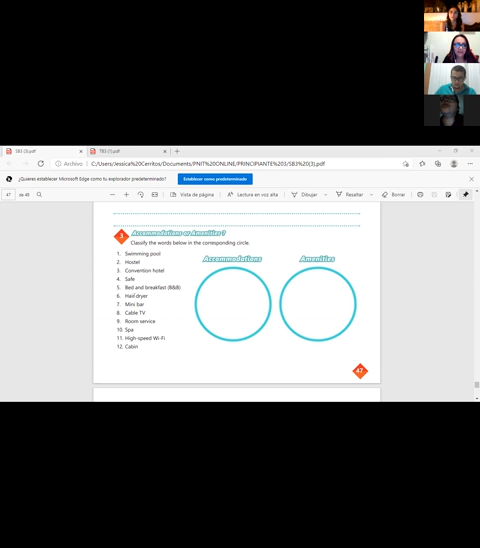 SB3 (3).pdf
TB3 (1).pdf
Archivo
C:/Users/Jessica%20Cerritos/Documents/PNIT%20ONLINE/PRINCIPIANTE%203/SB3%20(3).pdf
¿Quieres establecer Microsoft Edge como tu explorador predeterminado?
Establecer como predeterminado
47
de 48
Vista de página
Lectura en voz alta
Dibujar
Resaltar
Borrar
3 Accommodations or Amenities ?
Classify the words below in the corresponding circle.
Accommodations
Amenities
1. Swimming pool
2. Hostel
3. Convention hotel
4. Safe
5. Bed and breakfast (B&B)
6. Hair dryer
7. Mini bar
8. Cable TV
9. Room service
10. Spa
11. High-speed Wi-Fi
12. Cabin
47